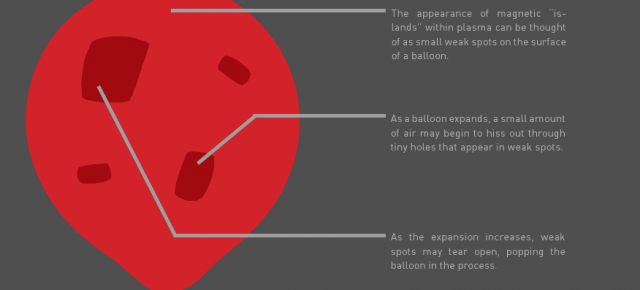 The appearance of magnetic "is-
lands" within plasma can be thought
of as small weak spots on the surface
of a balloon.
As a balloon expands, a small amount
of air may begin to hiss out through
tiny holes that appear in weak spots.
As the expansion increases, weak
spots may tear open, popping the
balloon in the process.